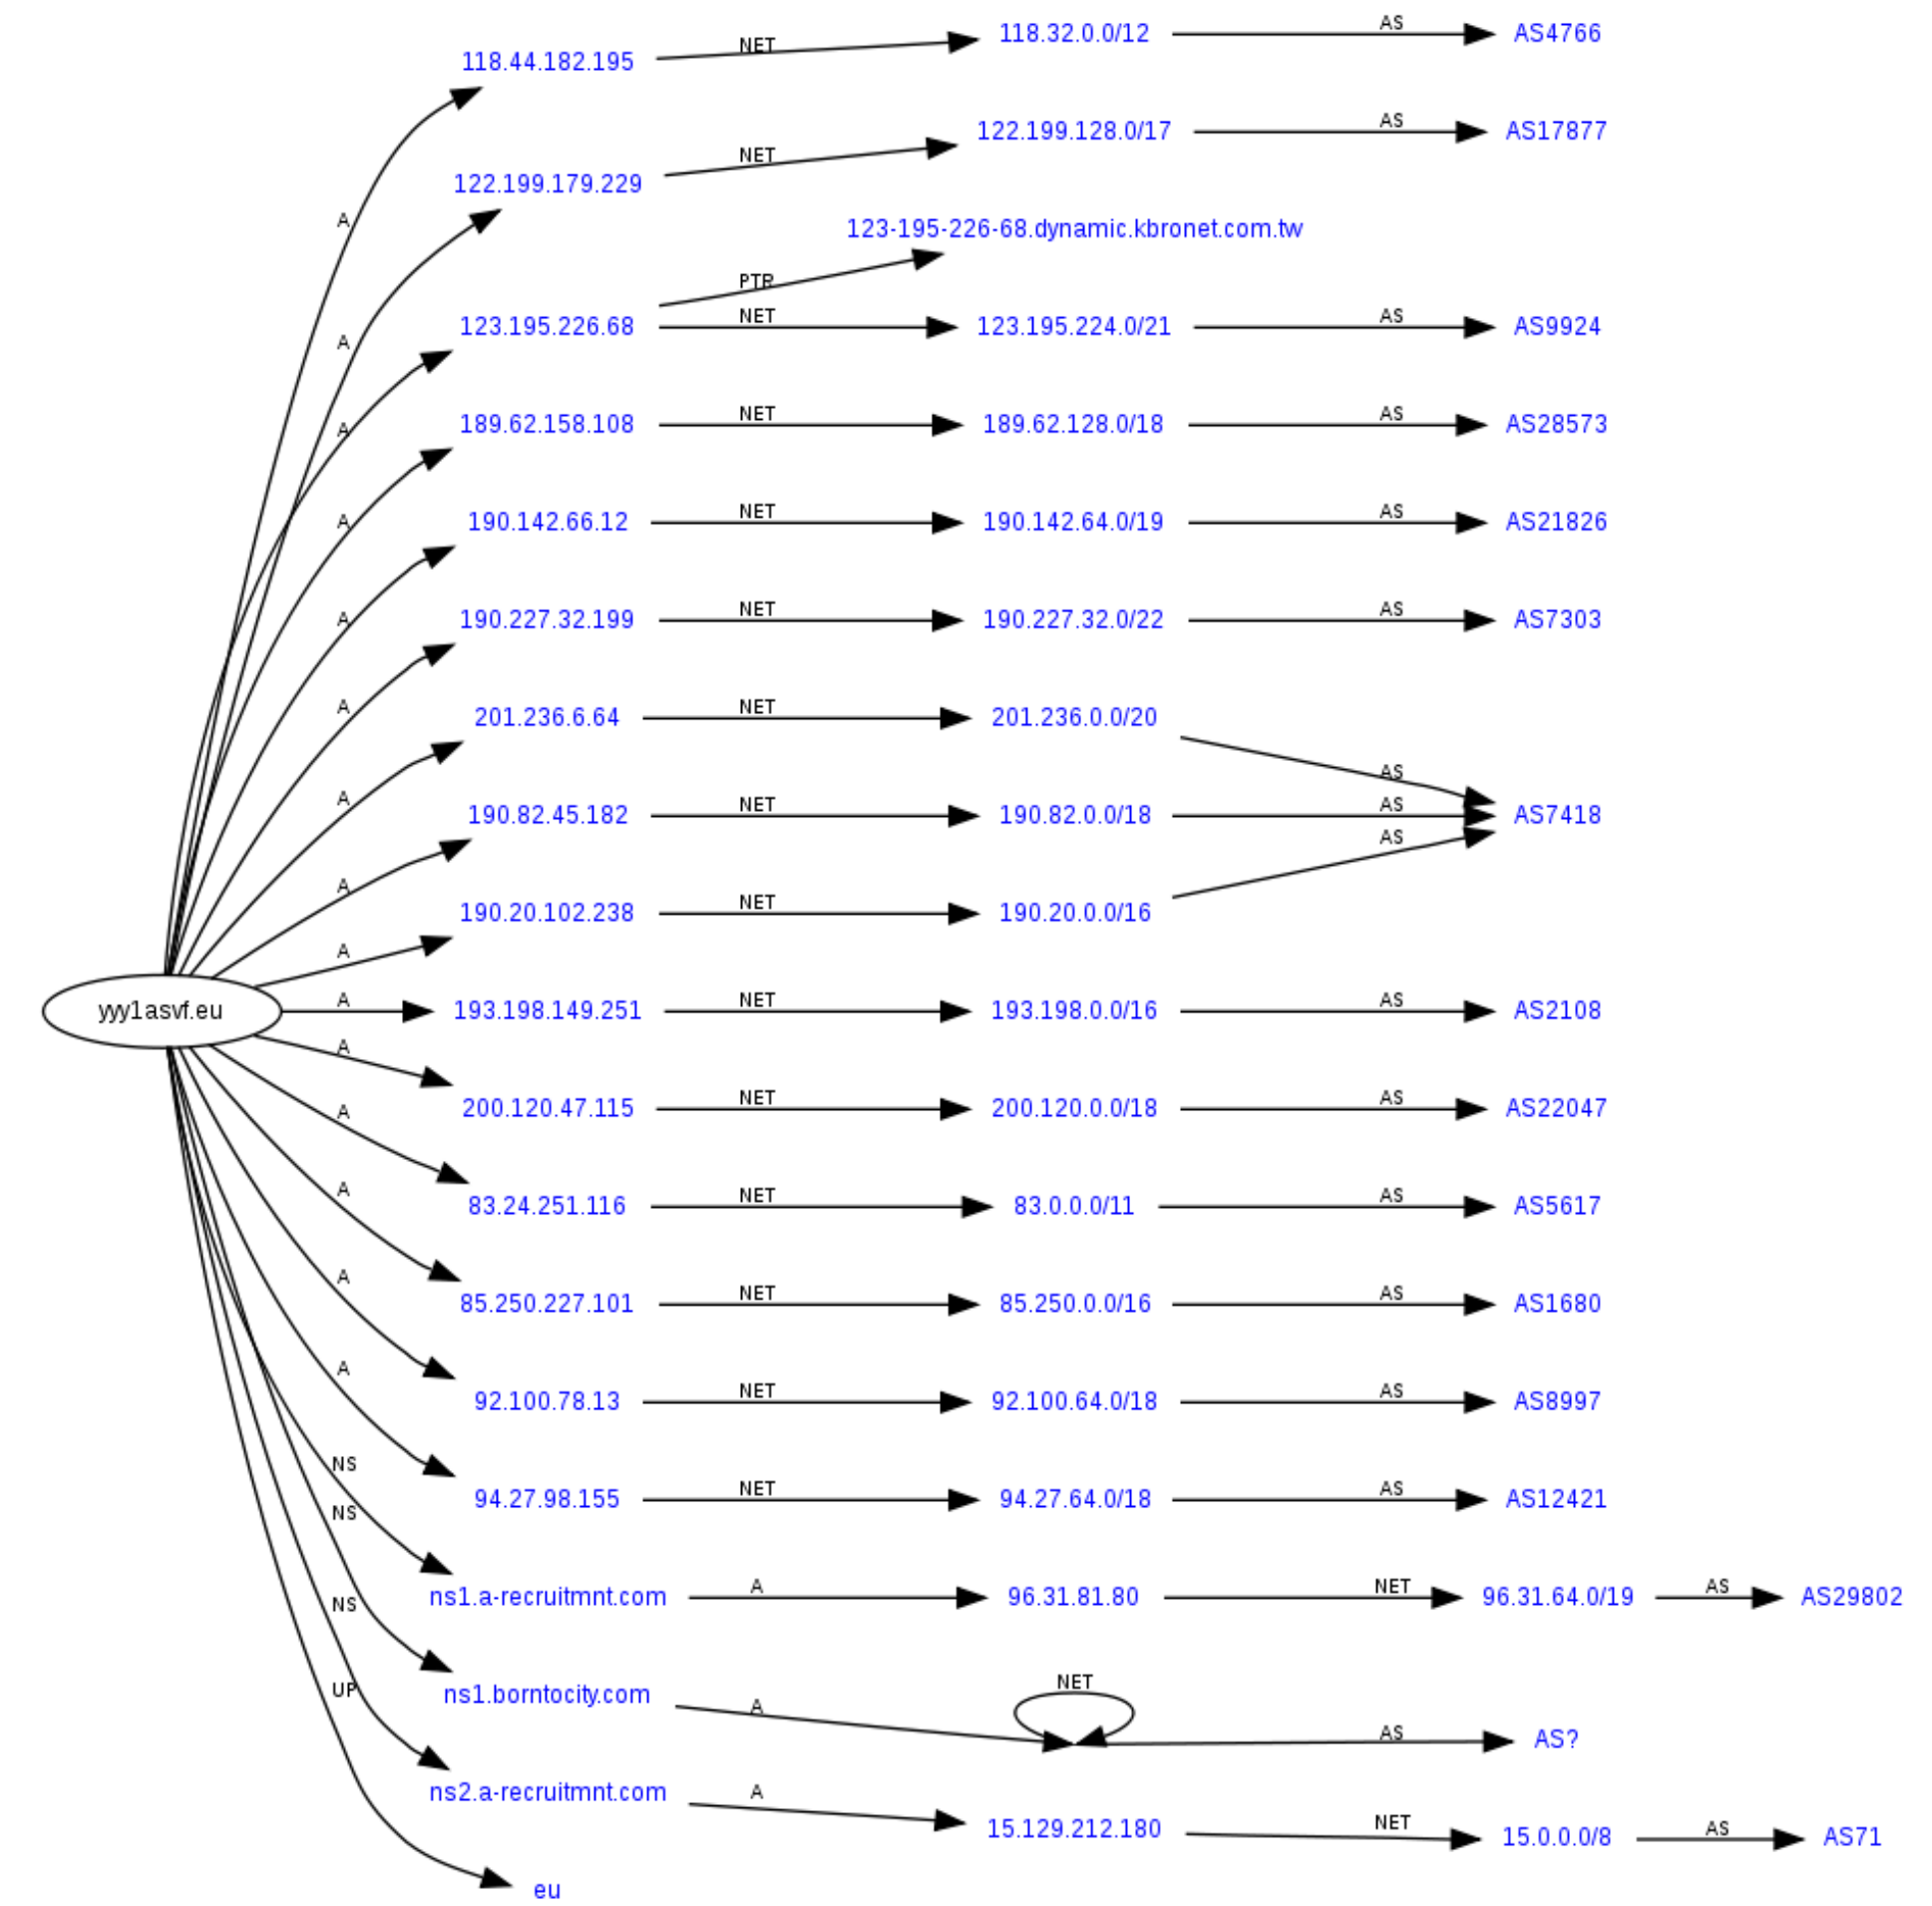 118.44.182.195 NET 118.32.0.0/12 AS AS4766
A 122.199.179.229 NET 122.199.128.0/17 AS AS17877
PTR 123-195-226-68.dynamic.kbronet.com.tw
A 123.195.226.68 NET 123.195.224.0/21 AS AS9924
A 189.62.158.108 NET 189.62.128.0/18 AS AS28573
A 190.142.66.12 NET 190.142.64.0/19 AS AS21826
A 190.227.32.199 NET 190.227.32.0/22 AS AS7303
A 201.236.6.64 NET 201.236.0.0/20 AS
A 190.82.45.182 NET 190.82.0.0/18 AS AS7418
A 190.20.102.238 NET 190.20.0.0/16 AS
A
yyy1asvf.eu A 193.198.149.251 NET 193.198.0.0/16 AS AS2108
A 200.120.47.115 NET 200.120.0.0/18 AS AS22047
A 83.24.251.116 NET 83.0.0.0/11 AS AS5617
A 85.250.227.101 NET 85.250.0.0/16 AS AS1680
A 92.100.78.13 NET 92.100.64.0/18 AS AS8997
A 94.27.98.155 NET 94.27.64.0/18 AS AS12421
NS ns1.a-recruitmnt.com A 96.31.81.80 NET 96.31.64.0/19 AS AS29802
NS ns1.borntocity.com A NET AS AS?
NS ns2.a-recruitmnt.com A 15.129.212.180 NET 15.0.0.0/8 AS AS71
UP eu